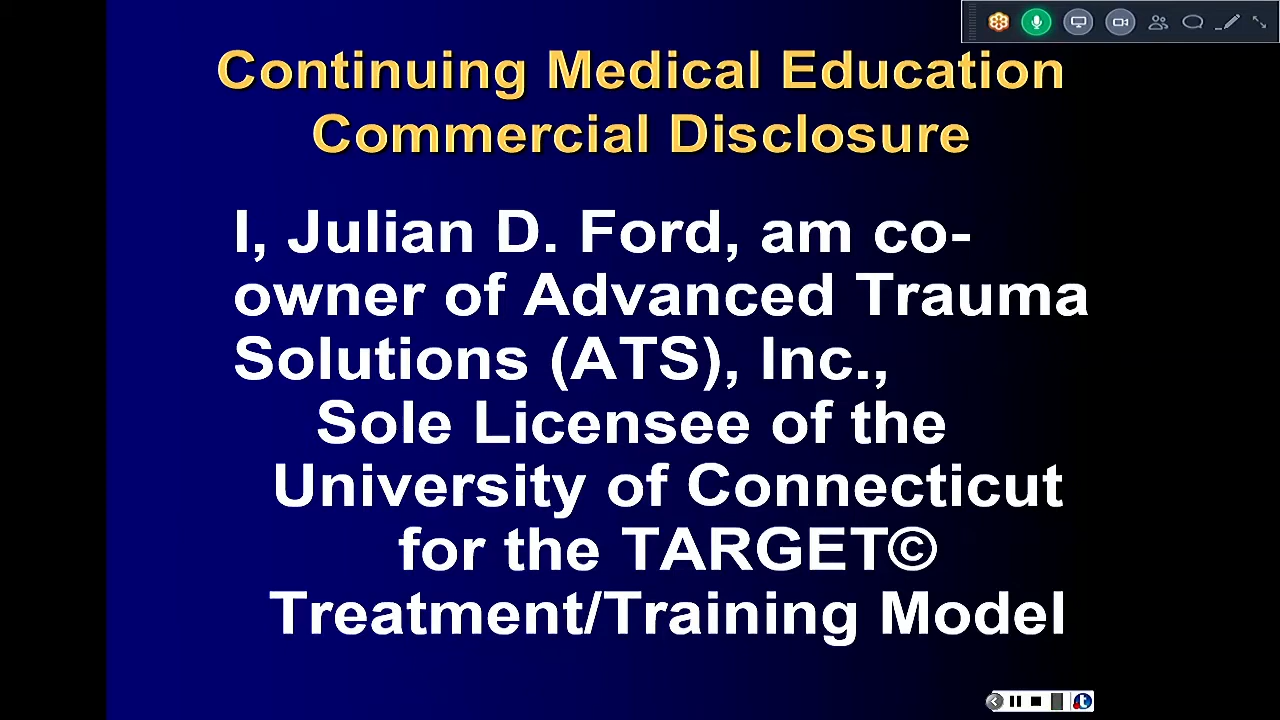 Continuing Medical Education
Commercial Disclosure
I, Julian D. Ford, am co-
owner of Advanced Trauma
Solutions (ATS), Inc.,
Sole Licensee of the
University of Connecticut
for the TARGET©
Treatment/Training Model